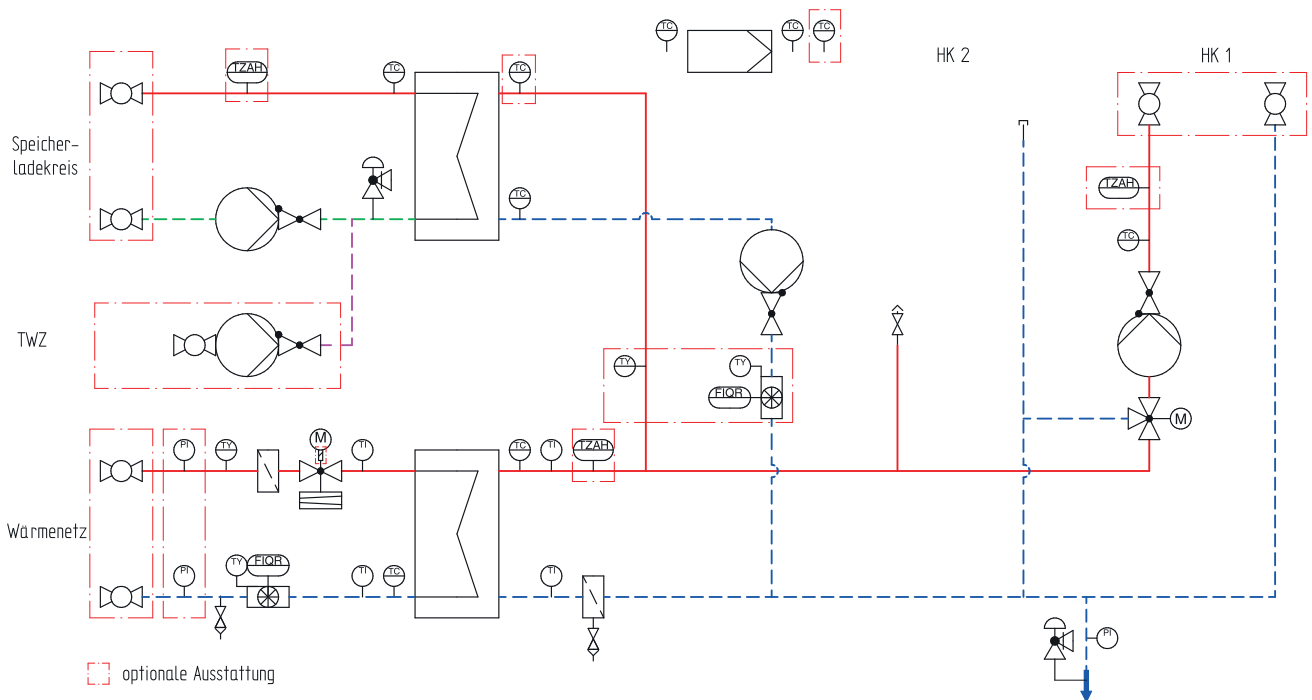 TC
TC
TC
HK 2
HK 1
TZAH
TC
TC
Speicher-
ladekreis
TC
TZAH
TC
TWZ
TY
TY
FIQR
M
PI
TY
M
TI
TC
TI
TZAH
Wärmenetz
PI
TY
FIQR
TI
TC
TI
PI
optionale Ausstattung